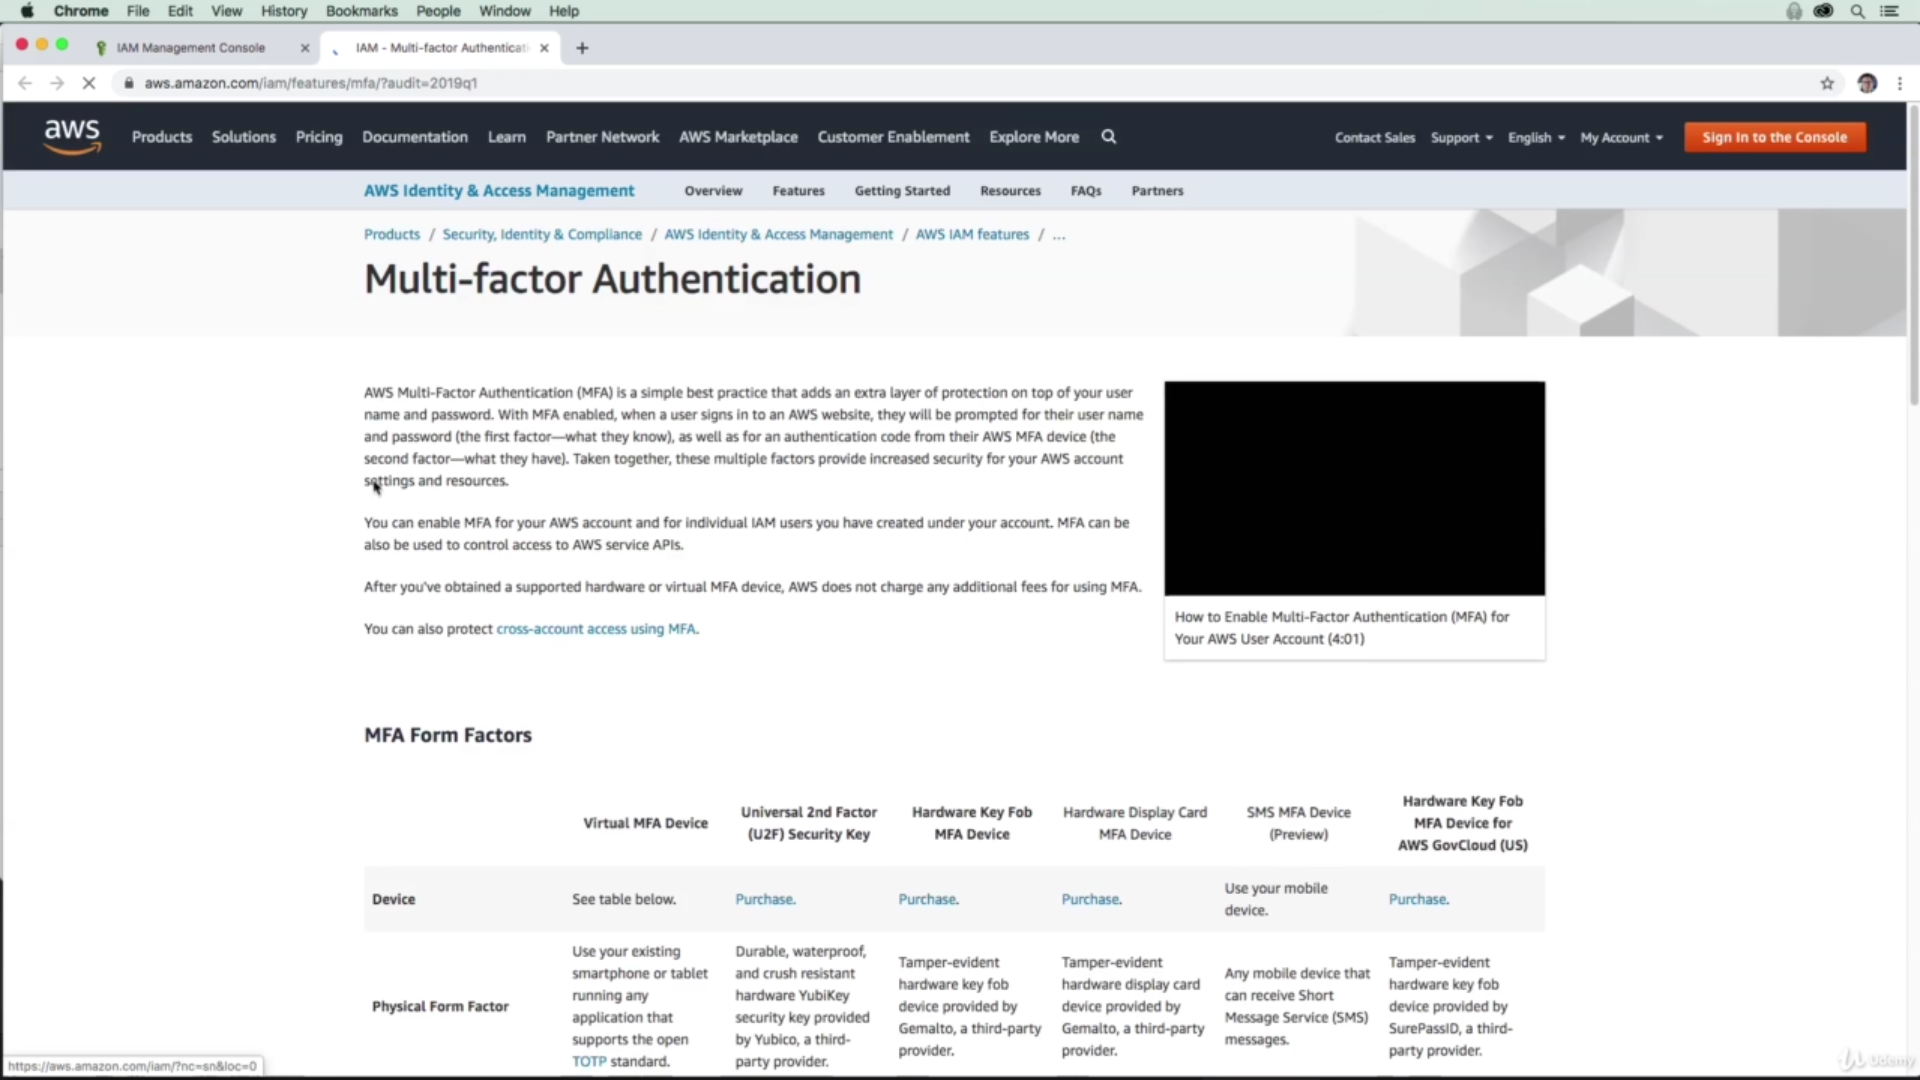 Chrome File Edit View History Bookmarks People Window Help
IAM Management Console
IAM - Multi-factor Authenticati
aws.amazon.com/iam/features/mfa/?audit=2019q1
aws Products Solutions Pricing Documentation Learn Partner Network AWS Marketplace Customer Enablement Explore More
Contact Sales Support English My Account Sign In to the Console
AWS Identity & Access Management Overview Features Getting Started Resources FAQs Partners
Products / Security, Identity & Compliance / AWS Identity & Access Management / AWS IAM features / ...
Multi-factor Authentication
AWS Multi-Factor Authentication (MFA) is a simple best practice that adds an extra layer of protection on top of your user
name and password. With MFA enabled, when a user signs in to an AWS website, they will be prompted for their user name
and password (the first factor—what they know), as well as for an authentication code from their AWS MFA device (the
second factor—what they have). Taken together, these multiple factors provide increased security for your AWS account
settings and resources.
You can enable MFA for your AWS account and for individual IAM users you have created under your account. MFA can be
also be used to control access to AWS service APIs.
After you've obtained a supported hardware or virtual MFA device, AWS does not charge any additional fees for using MFA.
You can also protect cross-account access using MFA.
How to Enable Multi-Factor Authentication (MFA) for
Your AWS User Account (4:01)
MFA Form Factors
Virtual MFA Device
Universal 2nd Factor
(U2F) Security Key
Hardware Key Fob
MFA Device
Hardware Display Card
MFA Device
SMS MFA Device
(Preview)
Hardware Key Fob
MFA Device for
AWS GovCloud (US)
Device
See table below.
Purchase.
Purchase.
Purchase.
Use your mobile
device.
Purchase.
Physical Form Factor
Use your existing
smartphone or tablet
running any
application that
supports the open
TOTP standard.
Durable, waterproof,
and crush resistant
hardware YubiKey
security key provided
by Yubico, a third-
party provider.
Tamper-evident
hardware key fob
device provided by
Gemalto, a third-party
provider.
Tamper-evident
hardware display card
device provided by
Gemalto, a third-party
provider.
Any mobile device that
can receive Short
Message Service (SMS)
messages.
Tamper-evident
hardware key fob
device provided by
SurePassID, a third-
party provider.
https://aws.amazon.com/iam/?nc=sn&loc=0
Udemy